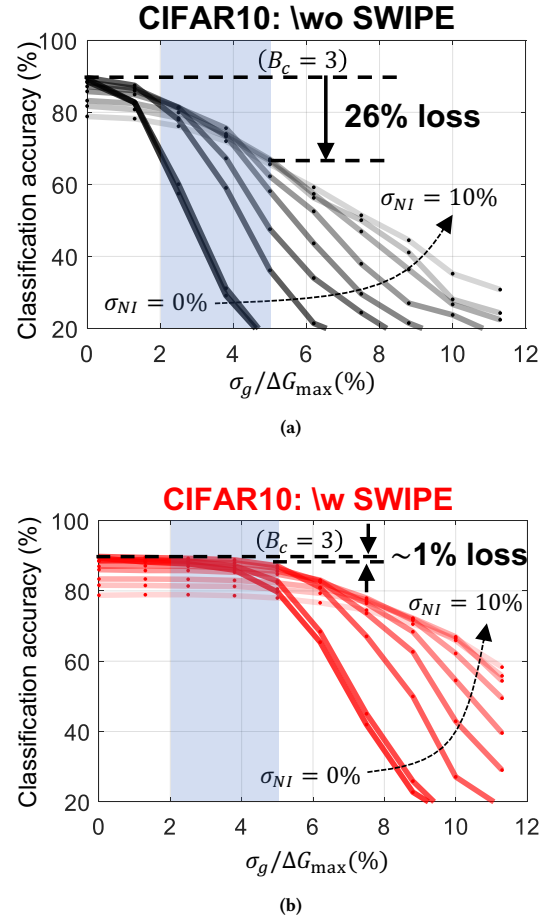 CIFAR10: \wo SWIPE
Classification accuracy (%)
100
80
60
40
20
(B_c = 3)
26% loss
σ_NI = 10%
σ_NI = 0%
0 2 4 6 8 10 12
σ_g/ΔG_max(%)
(a)
CIFAR10: \w SWIPE
Classification accuracy (%)
100
80
60
40
20
(B_c = 3)
~1% loss
σ_NI = 10%
σ_NI = 0%
0 2 4 6 8 10 12
σ_g/ΔG_max(%)
(b)